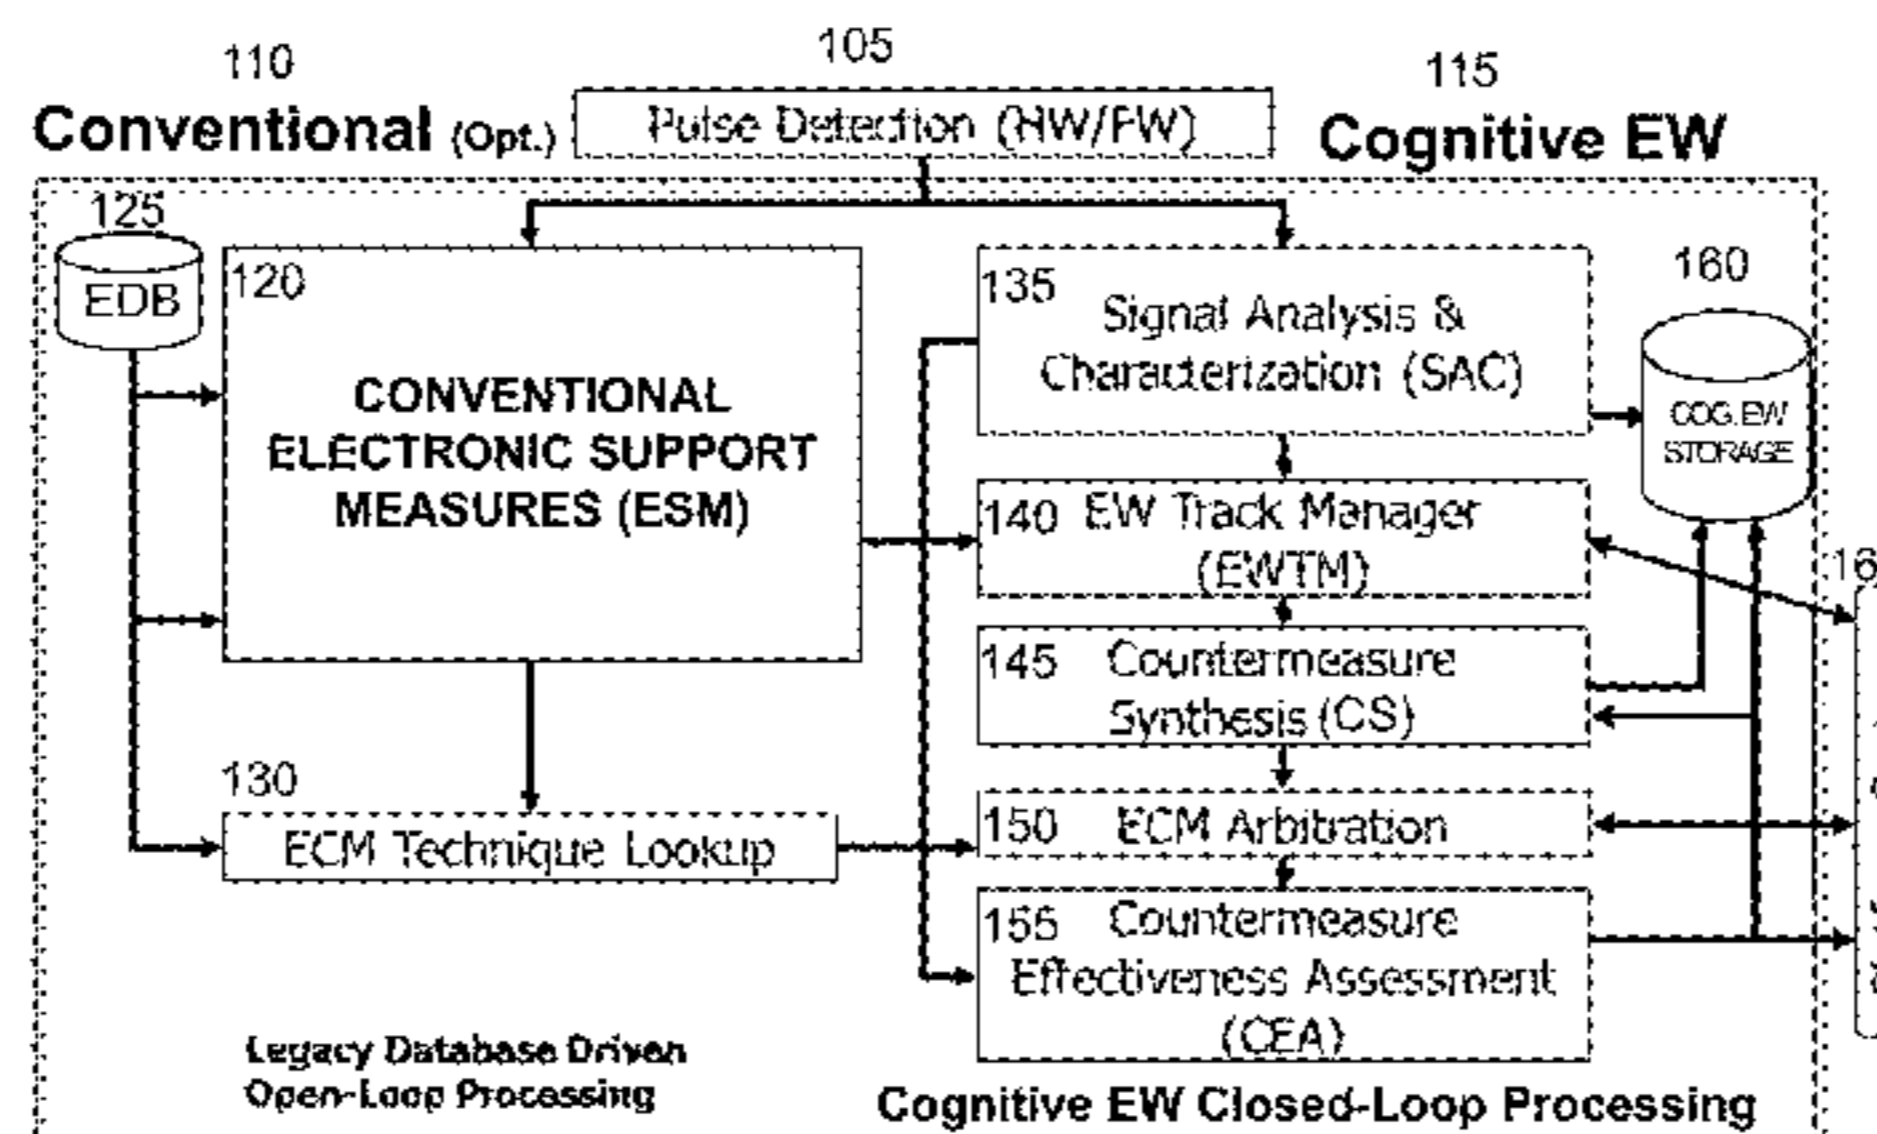 110
105
115
Conventional (Opt.)
Pulse Detection (HW/FW)
Cognitive EW
125
EDB
120
CONVENTIONAL
ELECTRONIC SUPPORT
MEASURES (ESM)
135
Signal Analysis &
Characterization (SAC)
160
COG.EW
STORAGE
140 EW Track Manager
(EWTM)
145 Countermeasure
Synthesis (CS)
130
ECM Technique Lookup
150 ECM Arbitration
155 Countermeasure
Effectiveness Assessment
(CEA)
Legacy Database Driven
Open-Loop Processing
Cognitive EW Closed-Loop Processing